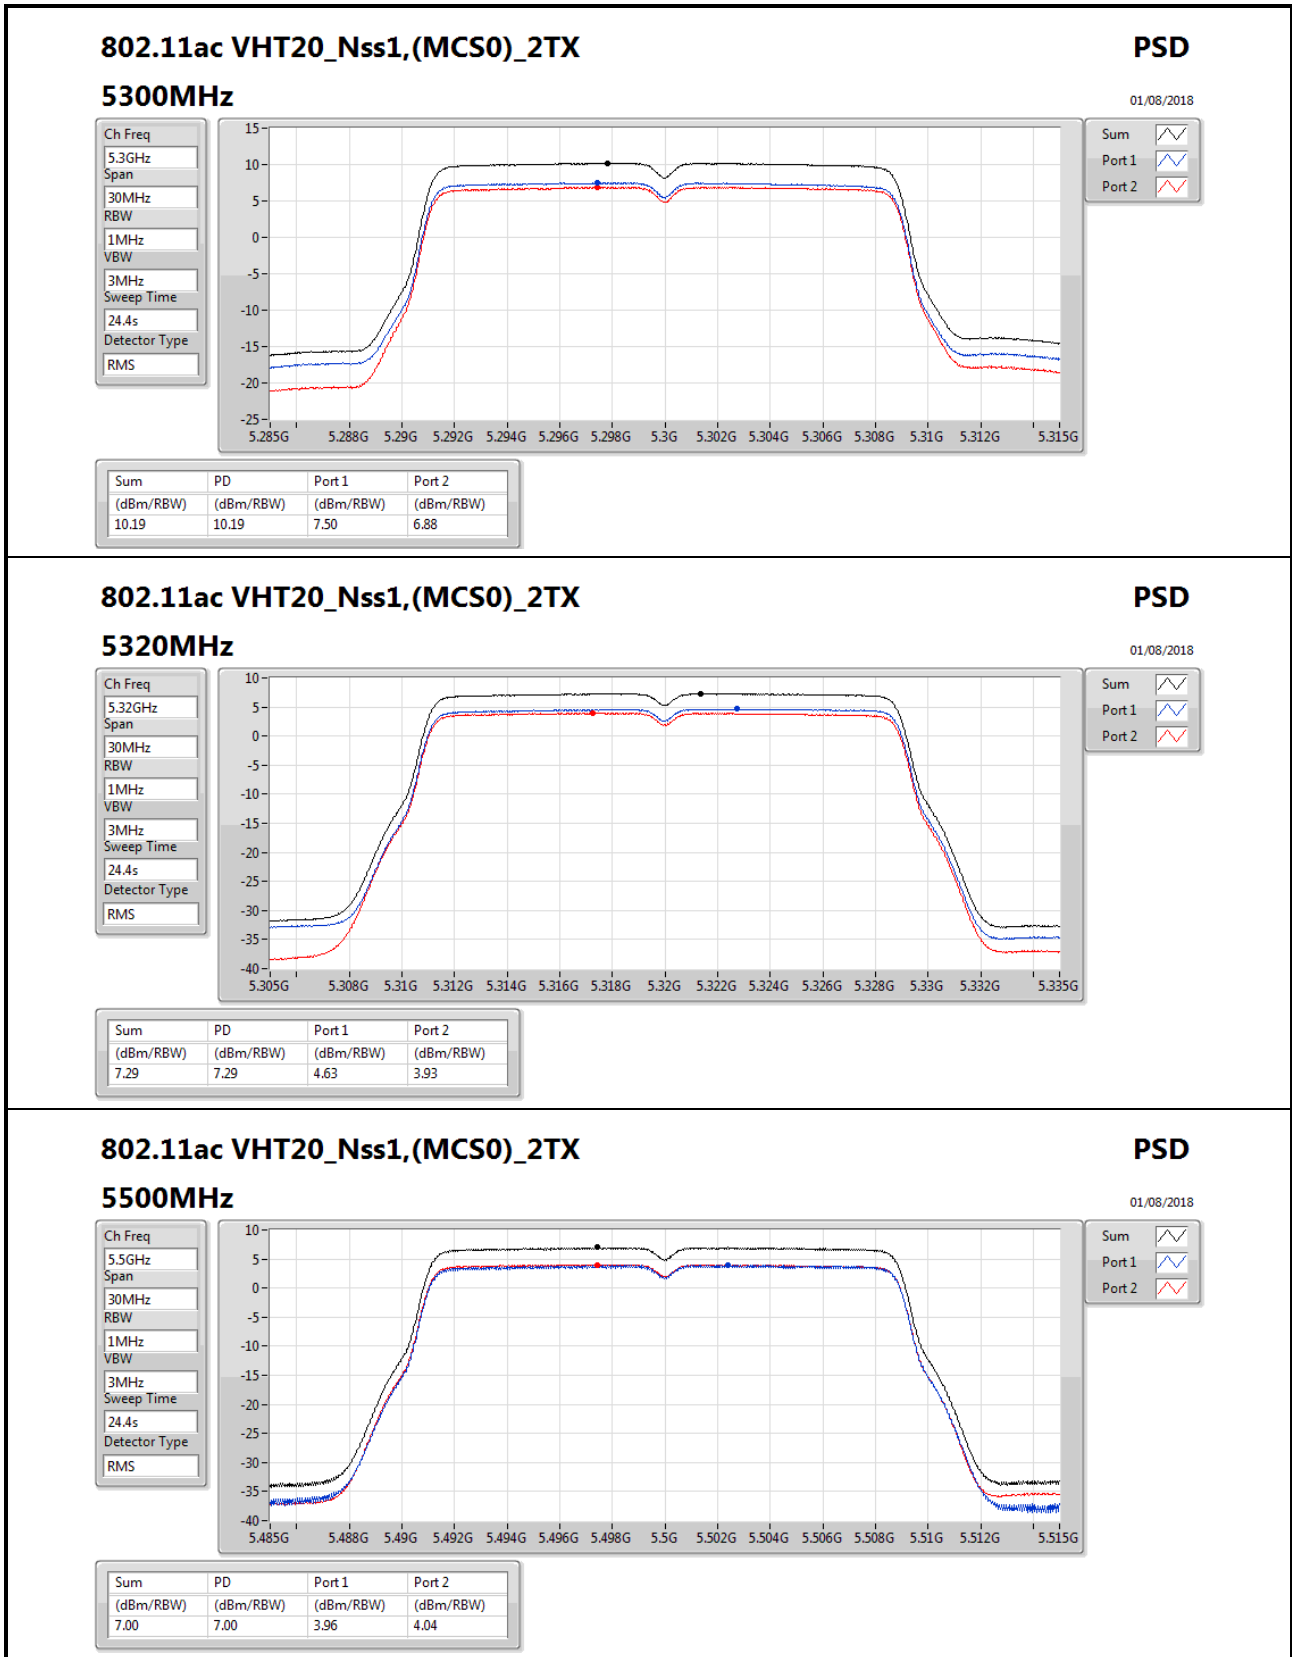 802.11ac VHT20_Nss1,(MCS0)_2TX PSD
5300MHz 01/08/2018
Ch Freq
5.3GHz
Span
30MHz
RBW
1MHz
VBW
3MHz
Sweep Time
24.4s
Detector Type
RMS
15
10
5
0
-5
-10
-15
-20
-25
5.285G 5.288G 5.29G 5.292G 5.294G 5.296G 5.298G 5.3G 5.302G 5.304G 5.306G 5.308G 5.31G 5.312G 5.315G
Sum
Port 1
Port 2
Sum PD Port 1 Port 2
(dBm/RBW) (dBm/RBW) (dBm/RBW) (dBm/RBW)
10.19 10.19 7.50 6.88
802.11ac VHT20_Nss1,(MCS0)_2TX PSD
5320MHz 01/08/2018
Ch Freq
5.32GHz
Span
30MHz
RBW
1MHz
VBW
3MHz
Sweep Time
24.4s
Detector Type
RMS
10
5
0
-5
-10
-15
-20
-25
-30
-35
-40
5.305G 5.308G 5.31G 5.312G 5.314G 5.316G 5.318G 5.32G 5.322G 5.324G 5.326G 5.328G 5.33G 5.332G 5.335G
Sum
Port 1
Port 2
Sum PD Port 1 Port 2
(dBm/RBW) (dBm/RBW) (dBm/RBW) (dBm/RBW)
7.29 7.29 4.63 3.93
802.11ac VHT20_Nss1,(MCS0)_2TX PSD
5500MHz 01/08/2018
Ch Freq
5.5GHz
Span
30MHz
RBW
1MHz
VBW
3MHz
Sweep Time
24.4s
Detector Type
RMS
10
5
0
-5
-10
-15
-20
-25
-30
-35
-40
5.485G 5.488G 5.49G 5.492G 5.494G 5.496G 5.498G 5.5G 5.502G 5.504G 5.506G 5.508G 5.51G 5.512G 5.515G
Sum
Port 1
Port 2
Sum PD Port 1 Port 2
(dBm/RBW) (dBm/RBW) (dBm/RBW) (dBm/RBW)
7.00 7.00 3.96 4.04